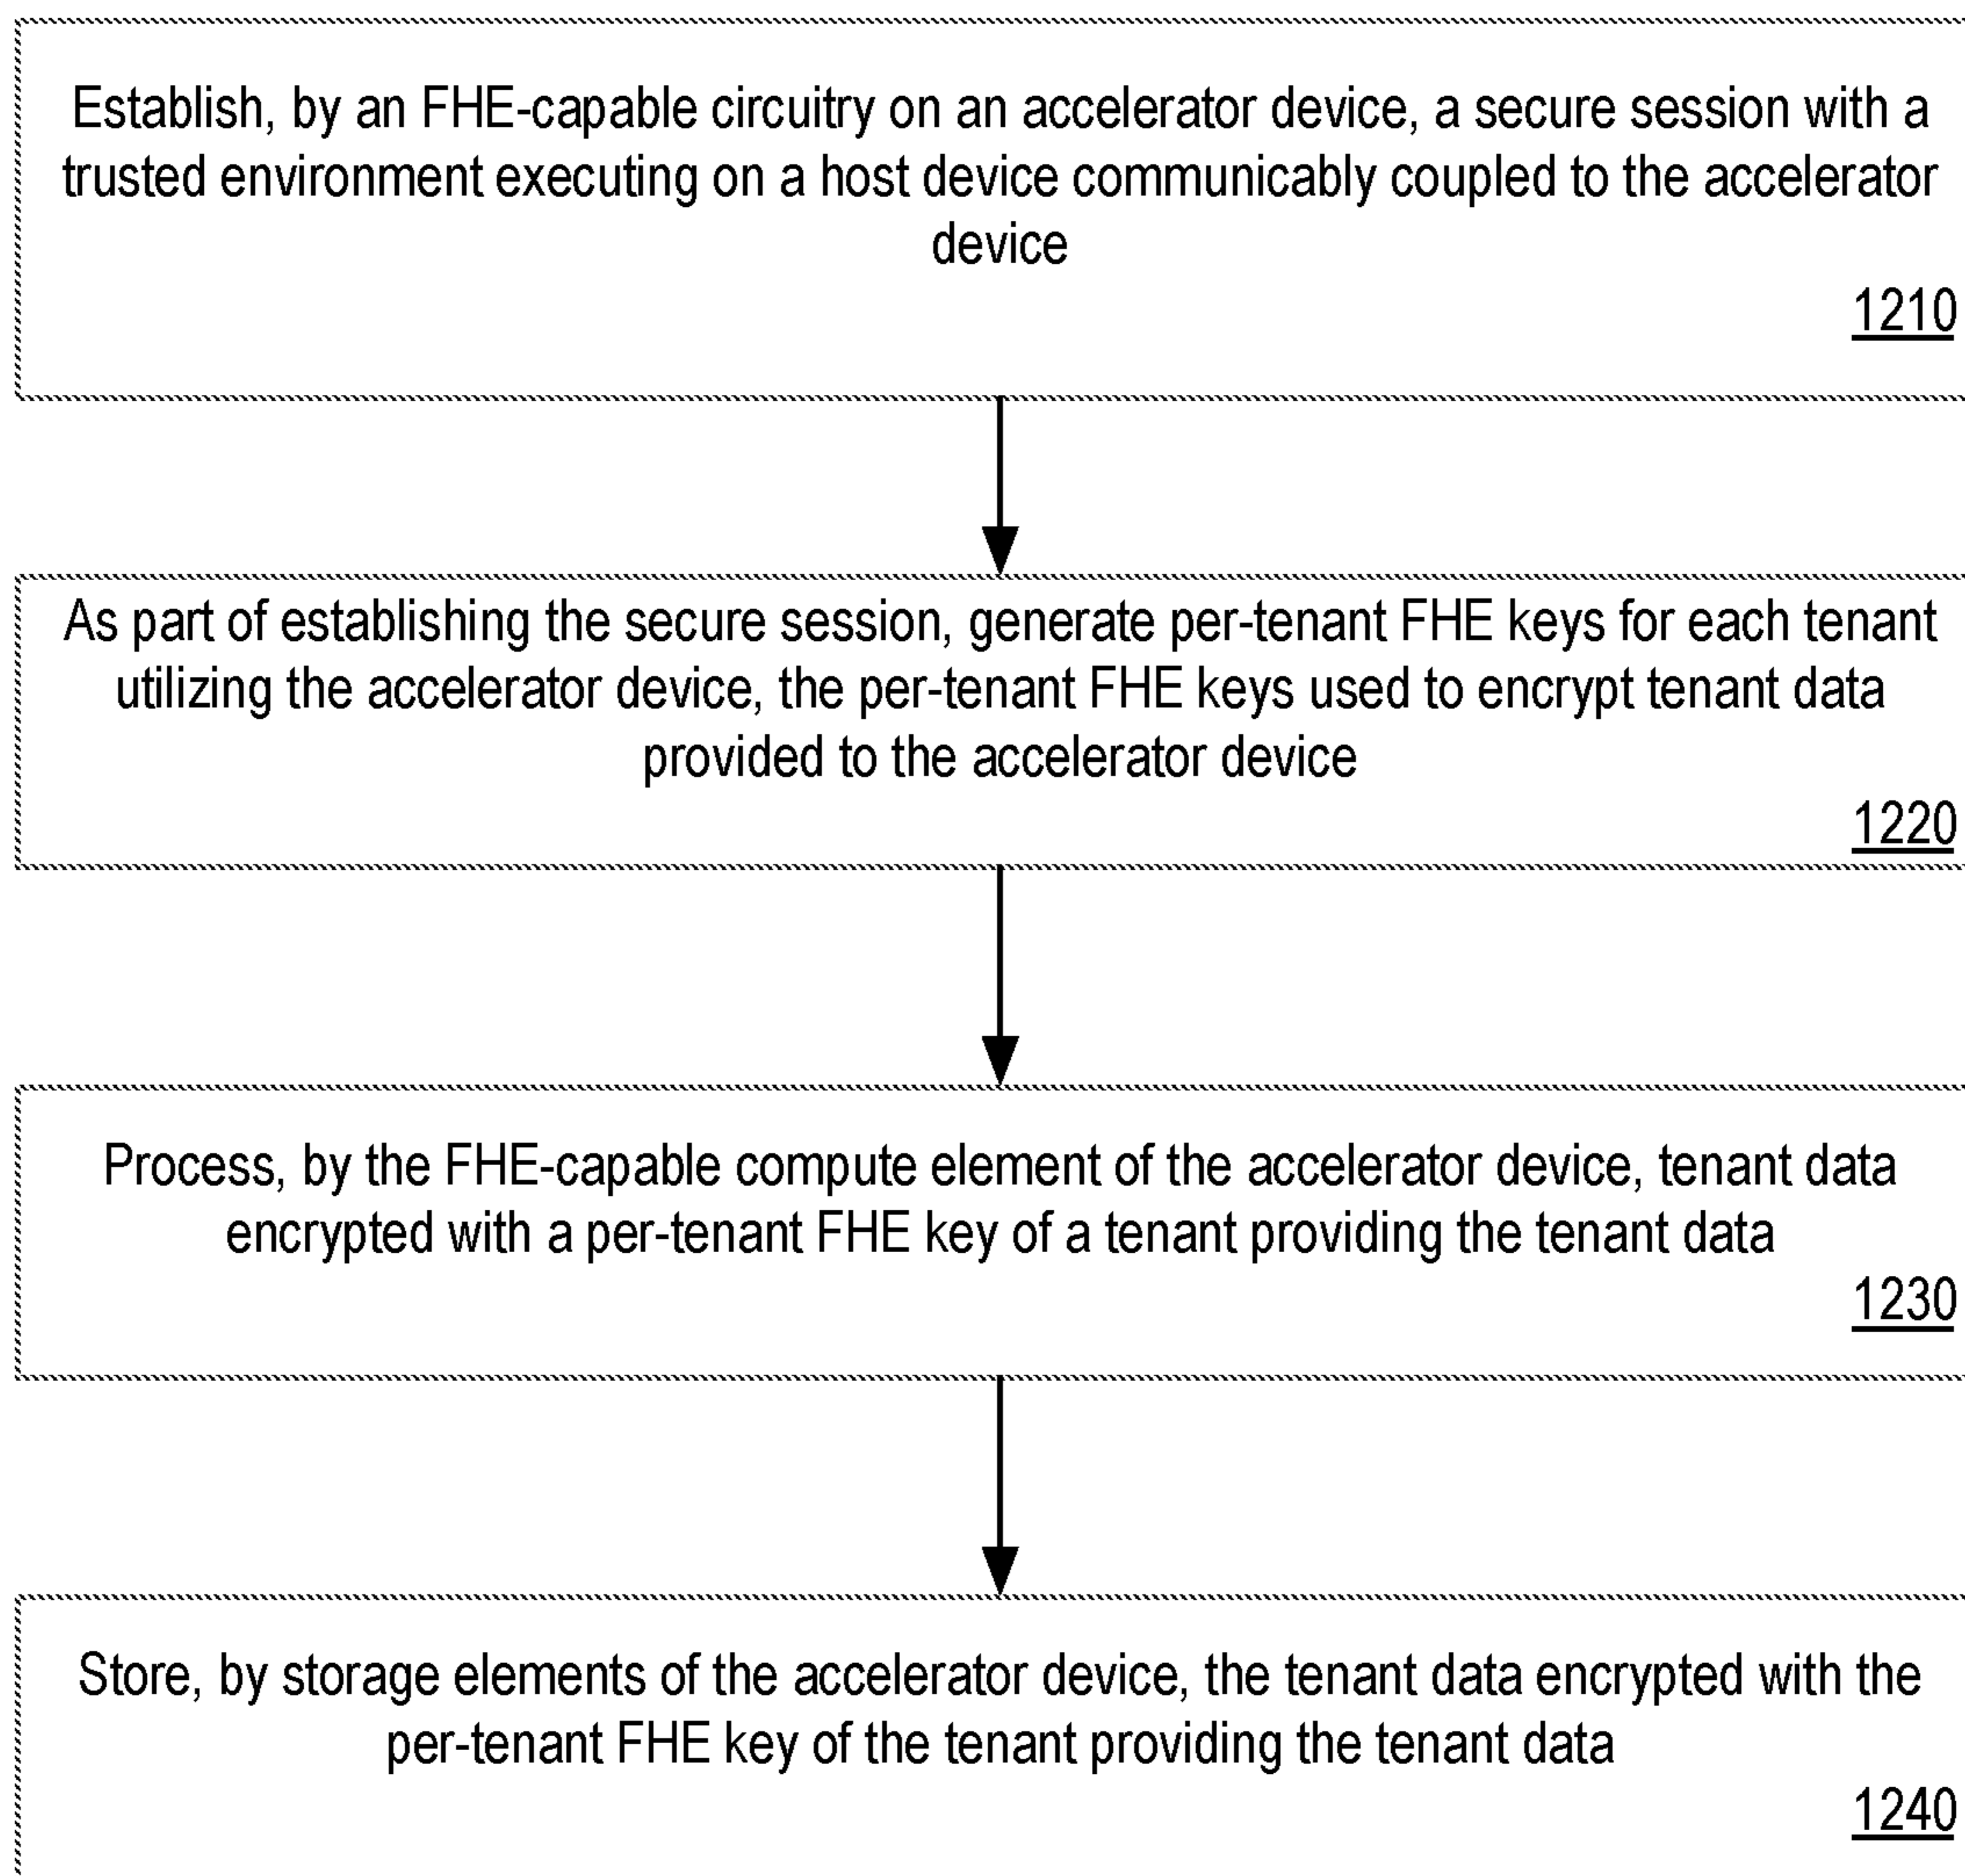 Establish, by an FHE-capable circuitry on an accelerator device, a secure session with a
trusted environment executing on a host device communicably coupled to the accelerator
device
1210
As part of establishing the secure session, generate per-tenant FHE keys for each tenant
utilizing the accelerator device, the per-tenant FHE keys used to encrypt tenant data
provided to the accelerator device
1220
Process, by the FHE-capable compute element of the accelerator device, tenant data
encrypted with a per-tenant FHE key of a tenant providing the tenant data
1230
Store, by storage elements of the accelerator device, the tenant data encrypted with the
per-tenant FHE key of the tenant providing the tenant data
1240